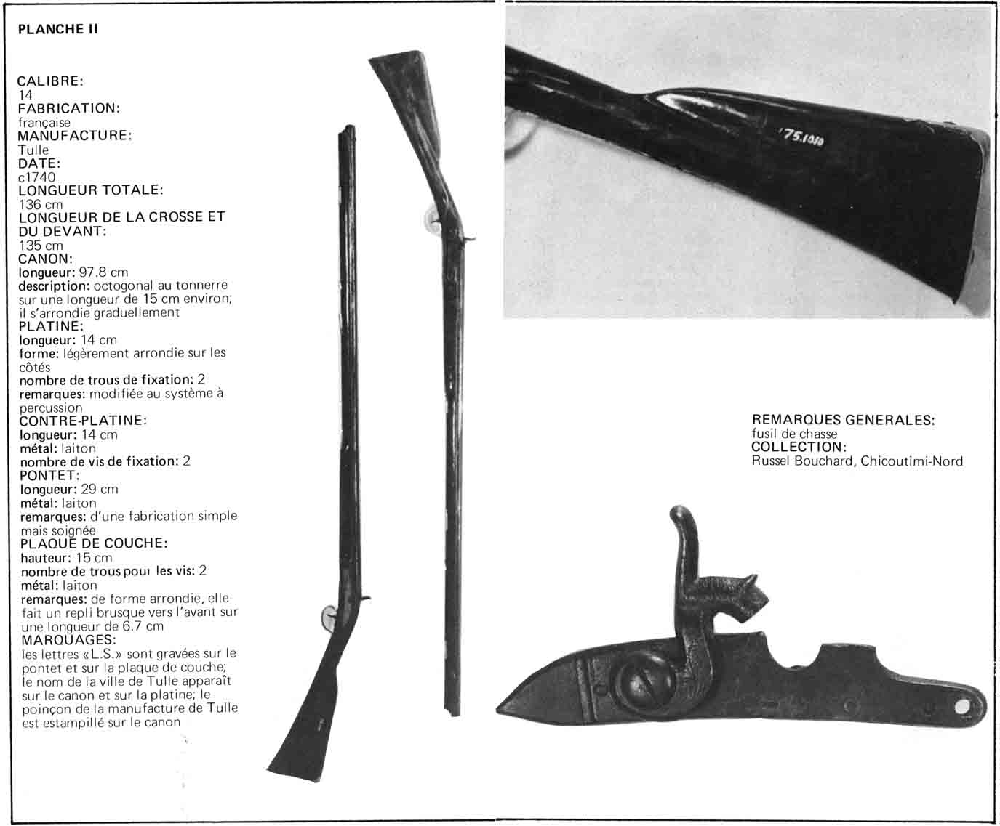 PLANCHE II
CALIBRE:
14
FABRICATION:
française
MANUFACTURE:
Tulle
DATE:
c1740
LONGUEUR TOTALE:
136 cm
LONGUEUR DE LA CROSSE ET
DU DEVANT:
135 cm
CANON:
longueur: 97.8 cm
description: octogonal au tonnerre
sur une longueur de 15 cm environ;
il s'arrondie graduellement
PLATINE:
longueur: 14 cm
forme: légèrement arrondie sur les
côtés
nombre de trous de fixation: 2
remarques: modifiée au système à
percussion
CONTRE-PLATINE:
longueur: 14 cm
métal: laiton
nombre de vis de fixation: 2
PONTET:
longueur: 29 cm
métal: laiton
remarques: d'une fabrication simple
mais soignée
PLAQUE DE COUCHE:
hauteur: 15 cm
nombre de trous pour les vis: 2
métal: laiton
remarques: de forme arrondie, elle
fait un repli brusque vers l'avant sur
une longueur de 6.7 cm
MARQUAGES:
les lettres «L.S.» sont gravées sur le
pontet et sur la plaque de couche;
le nom de la ville de Tulle apparaît
sur le canon et sur la platine; le
poinçon de la manufacture de Tulle
est estampillé sur le canon
75.1010
REMARQUES GENERALES:
fusil de chasse
COLLECTION:
Russel Bouchard, Chicoutimi-Nord